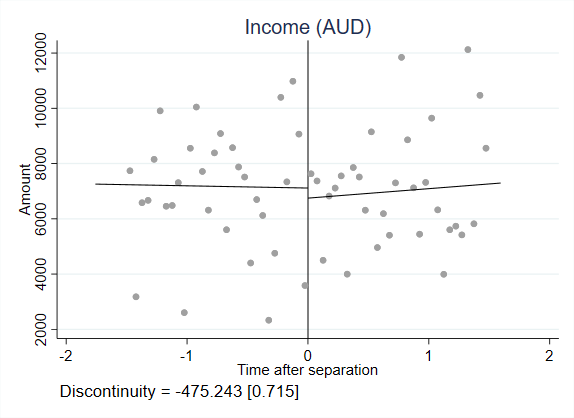 Income (AUD)
12000
10000
8000
6000
4000
2000
Amount
-2
-1
0
1
2
Time after separation
Discontinuity = -475.243 [0.715]